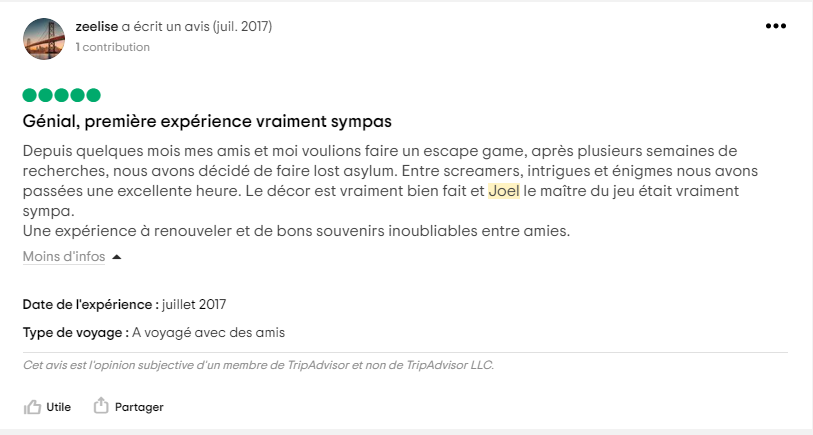 zeelise a écrit un avis (juil. 2017)
1 contribution
Génial, première expérience vraiment sympas
Depuis quelques mois mes amis et moi voulions faire un escape game, après plusieurs semaines de
recherches, nous avons décidé de faire lost asylum. Entre screamers, intrigues et énigmes nous avons
passées une excellente heure. Le décor est vraiment bien fait et Joel le maître du jeu était vraiment
sympa.
Une expérience à renouveler et de bons souvenirs inoubliables entre amies.
Moins d'infos
Date de l'expérience : juillet 2017
Type de voyage : A voyagé avec des amis
Cet avis est l'opinion subjective d'un membre de TripAdvisor et non de TripAdvisor LLC.
Utile Partager